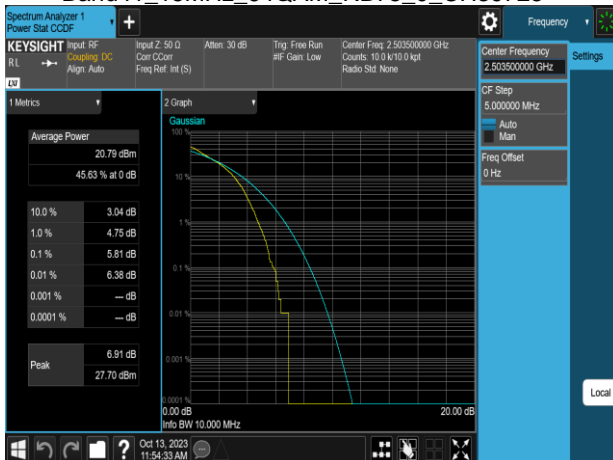 Spectrum Analyzer 1
Power Stat CCDF
+
Frequency
KEYSIGHT
RL
Input: RF
Coupling: DC
Align: Auto
Input Z: 50 Ω
Corr CCorr
Freq Ref: Int (S)
Atten: 30 dB
Trig: Free Run
#IF Gain: Low
Center Freq: 2.503500000 GHz
Counts: 10.0 k/10.0 kpt
Radio Std: None
LXI
Center Frequency
2.503500000 GHz
Settings
CF Step
5.000000 MHz
Auto
Man
Freq Offset
0 Hz
1 Metrics
Average Power
20.79 dBm
45.63 % at 0 dB
10.0 % 3.04 dB
1.0 % 4.75 dB
0.1 % 5.81 dB
0.01 % 6.38 dB
0.001 % --- dB
0.0001 % --- dB
Peak
6.91 dB
27.70 dBm
2 Graph
Gaussian
100 %
10 %
1 %
0.1 %
0.01 %
0.001 %
0.0001 %
0.00 dB 20.00 dB
Info BW 10.000 MHz
Local
?
Oct 13, 2023
11:54:33 AM